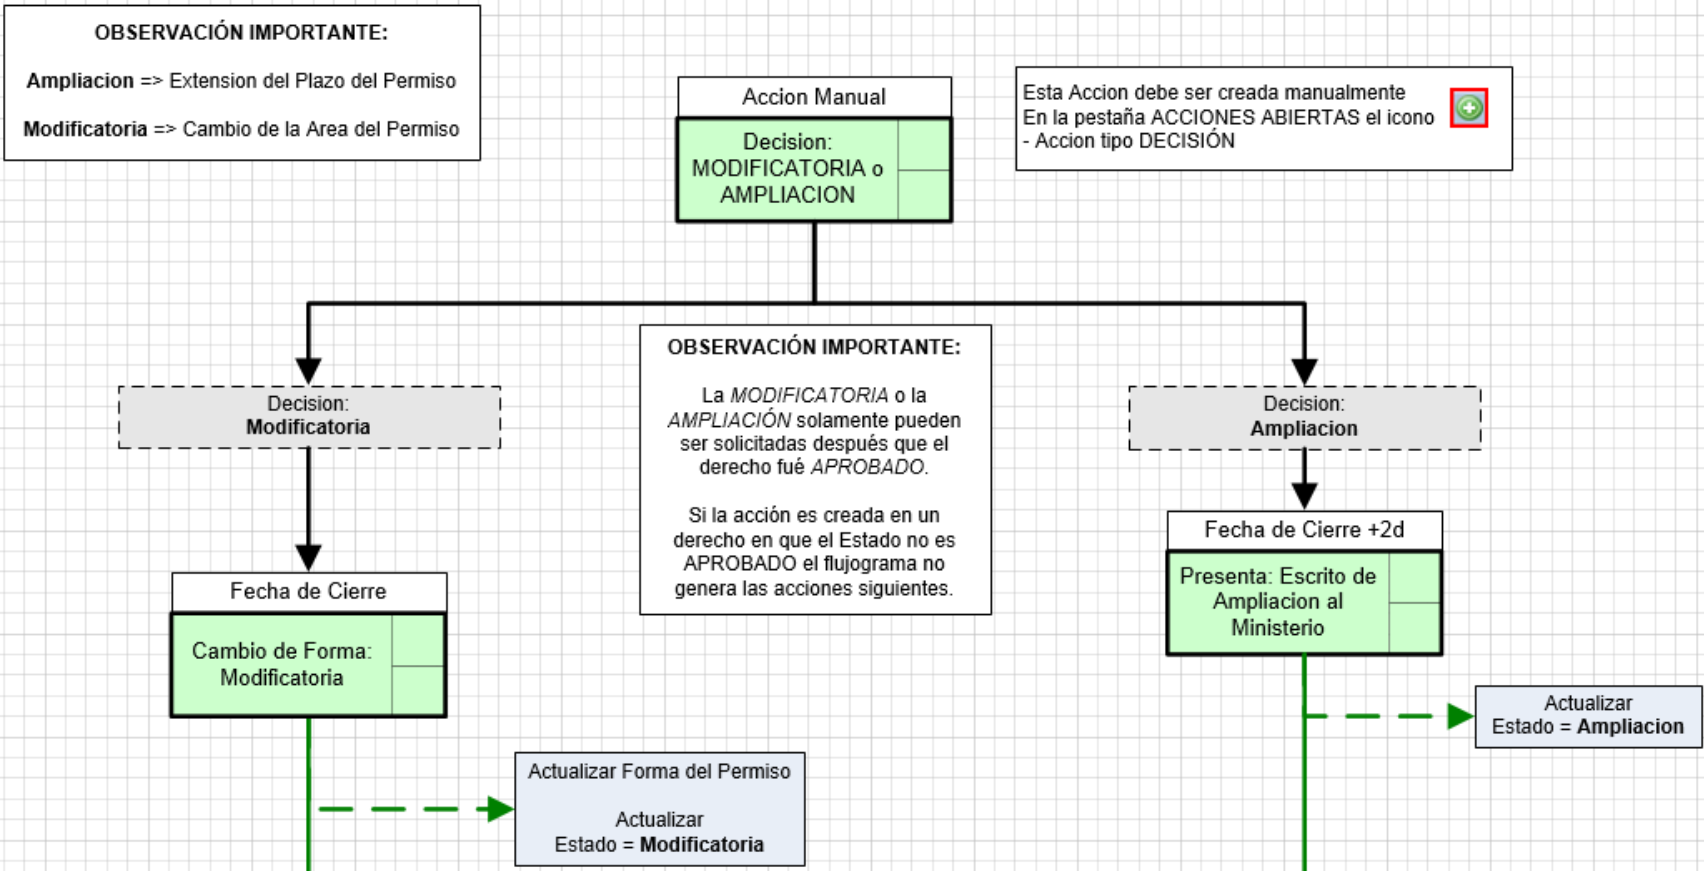 OBSERVACIÓN IMPORTANTE:
Ampliacion => Extension del Plazo del Permiso
Modificatoria => Cambio de la Area del Permiso
Accion Manual
Decision:
MODIFICATORIA o
AMPLIACION
Esta Accion debe ser creada manualmente
En la pestaña ACCIONES ABIERTAS el icono
- Accion tipo DECISIÓN
Decision:
Modificatoria
OBSERVACIÓN IMPORTANTE:
La MODIFICATORIA o la
AMPLIACIÓN solamente pueden
ser solicitadas después que el
derecho fué APROBADO.
Si la acción es creada en un
derecho en que el Estado no es
APROBADO el flujograma no
genera las acciones siguientes.
Decision:
Ampliacion
Fecha de Cierre
Cambio de Forma:
Modificatoria
Fecha de Cierre +2d
Presenta: Escrito de
Ampliacion al
Ministerio
Actualizar
Estado = Ampliacion
Actualizar Forma del Permiso
Actualizar
Estado = Modificatoria